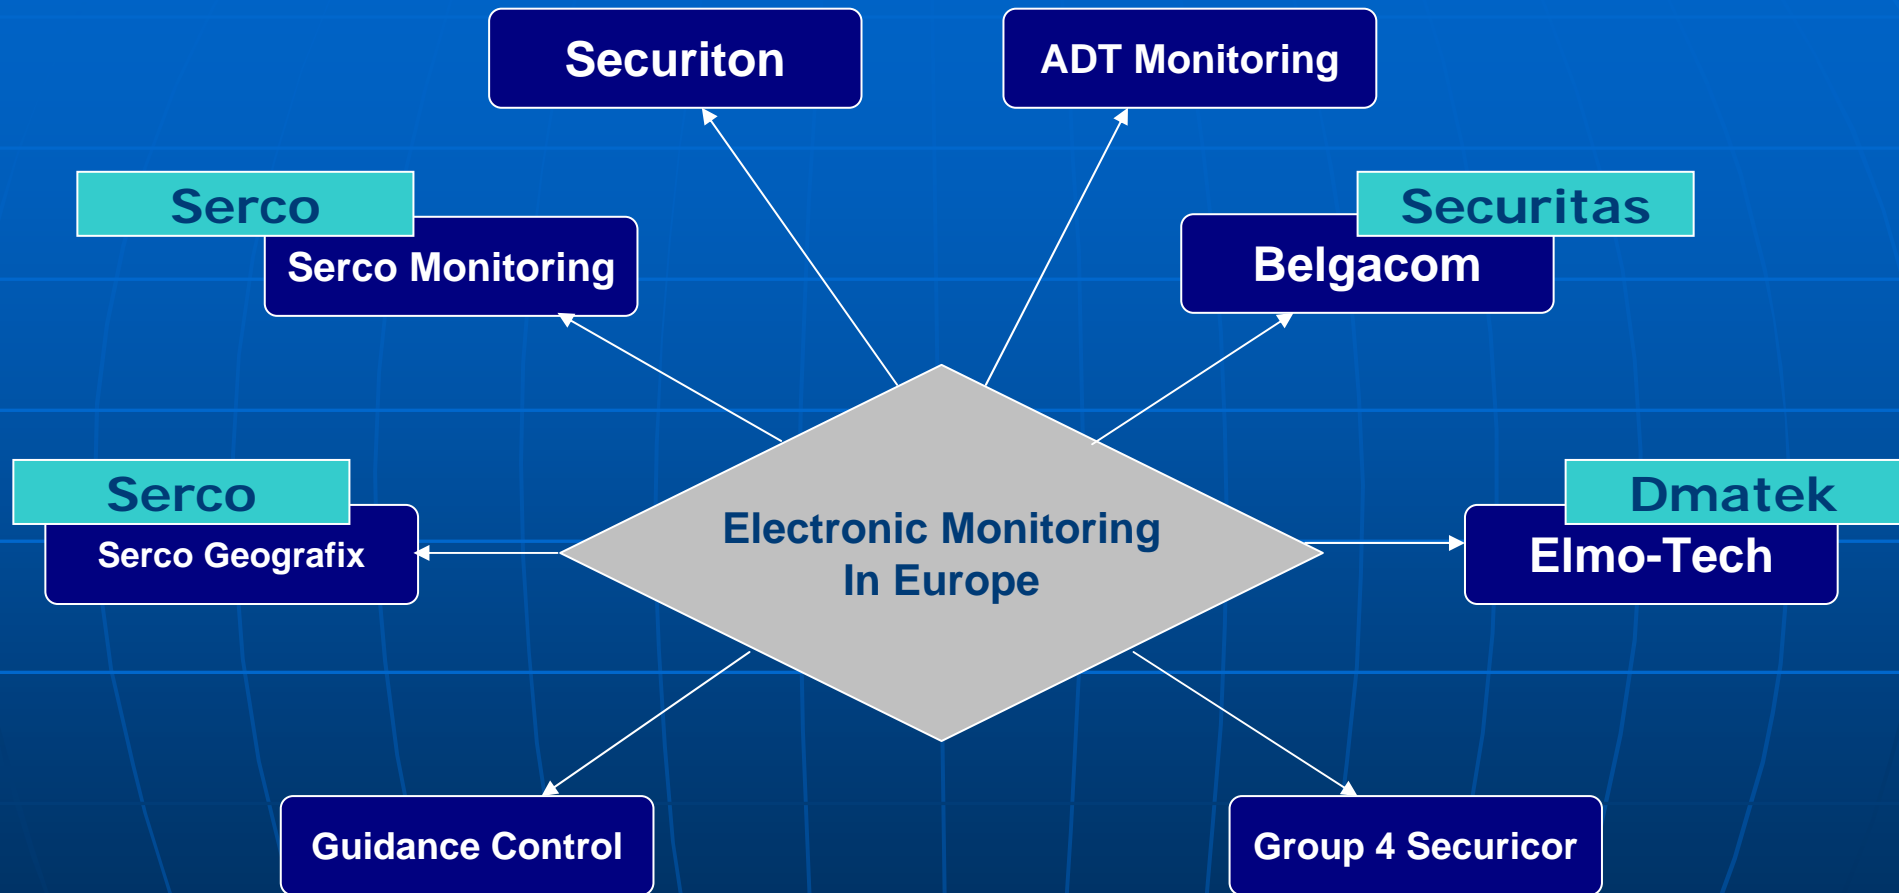 Securiton
ADT Monitoring
Serco
Serco Monitoring
Securitas
Belgacom
Serco
Serco Geografix
Electronic Monitoring
In Europe
Dmatek
Elmo-Tech
Guidance Control
Group 4 Securicor